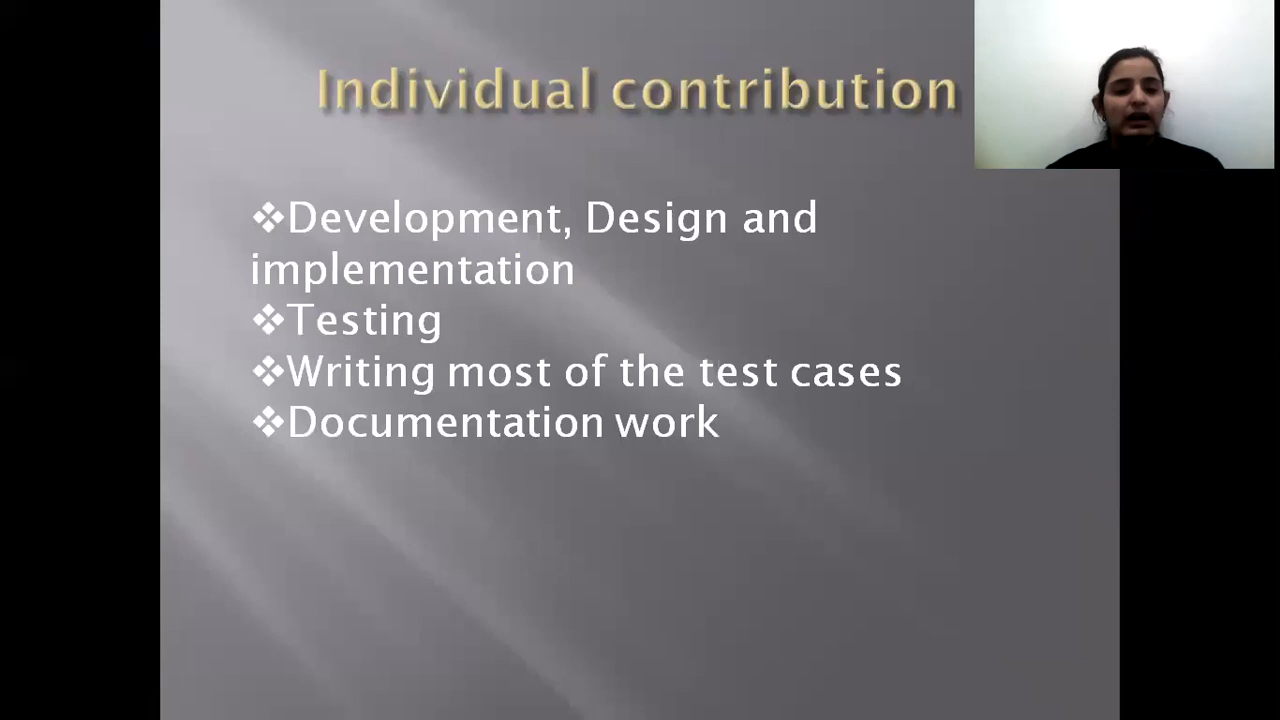 Individual contribution
❖Development, Design and
implementation
❖Testing
❖Writing most of the test cases
❖Documentation work